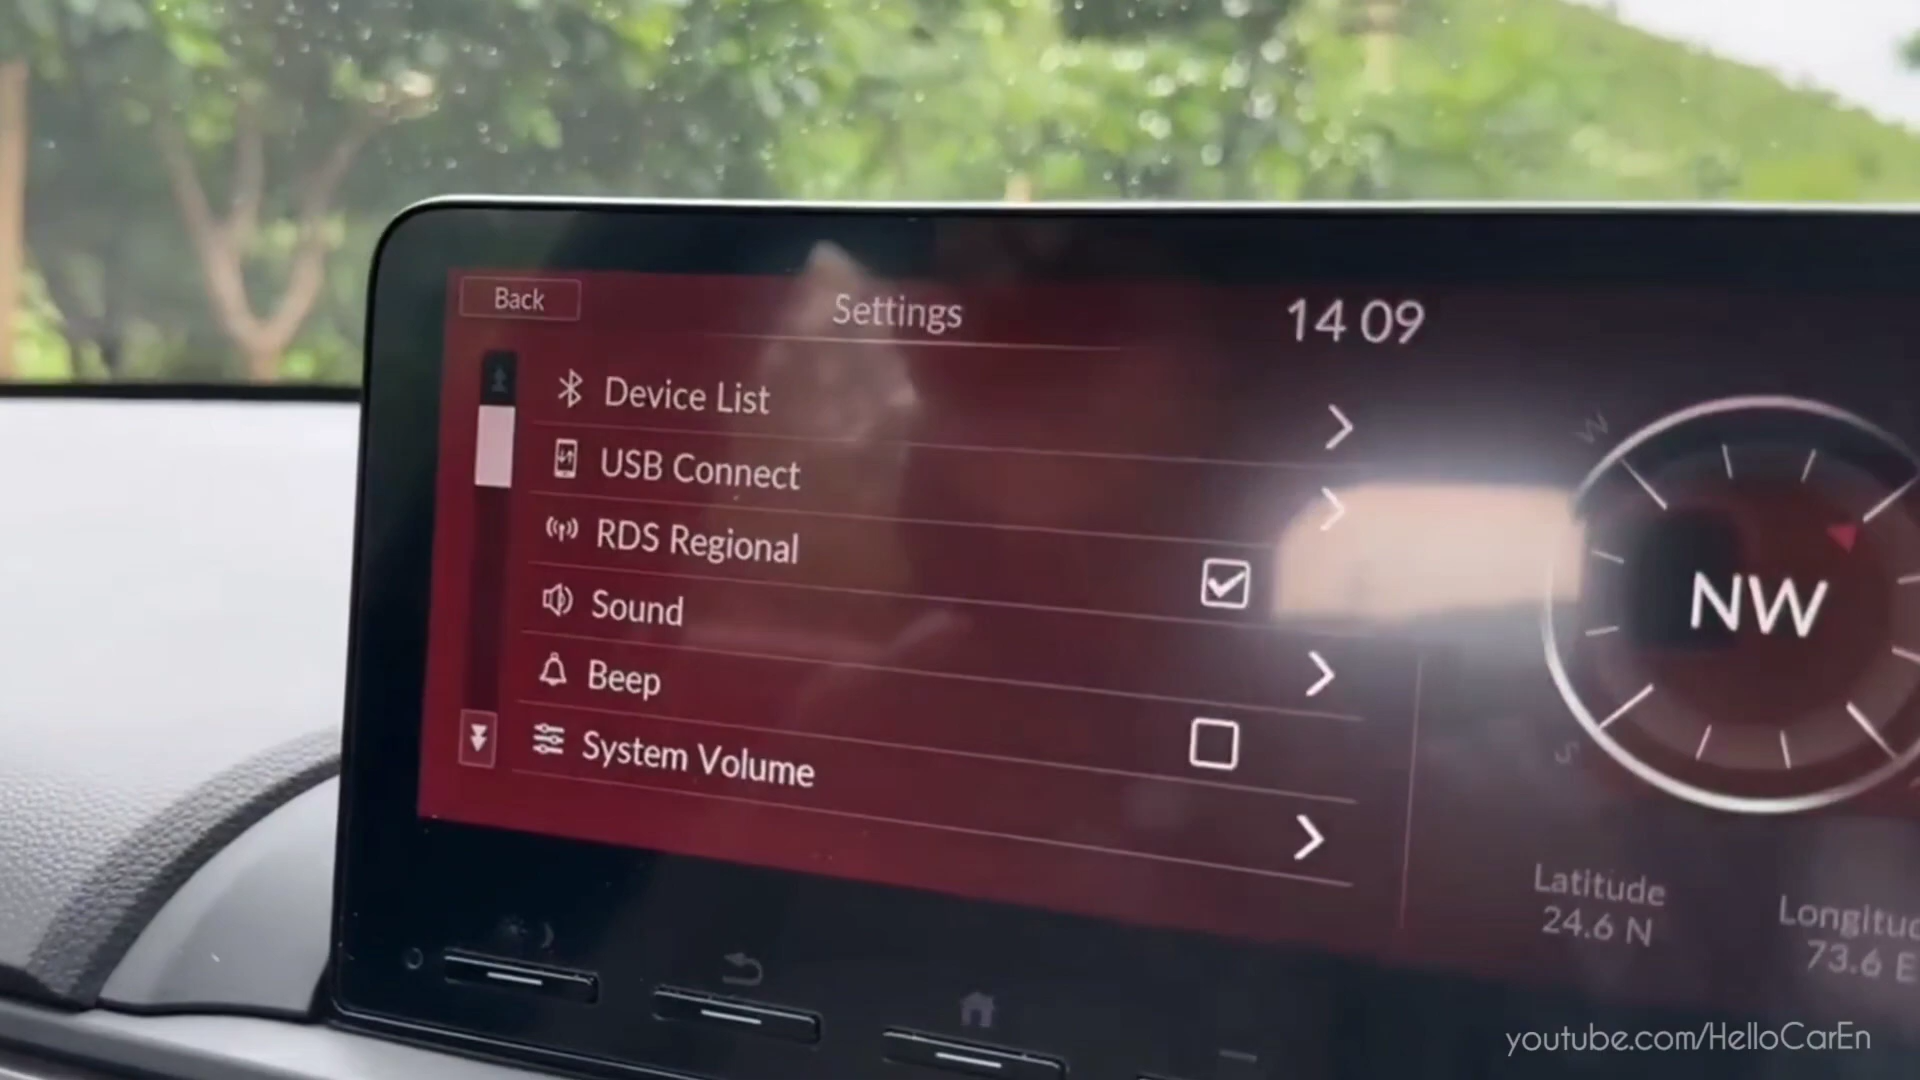 Back
Settings
14 09
Device List
USB Connect
RDS Regional
Sound
Beep
System Volume
W
NW
S
Latitude
24.6 N
Longitud
73.6 E
youtube.com/HelloCarEn